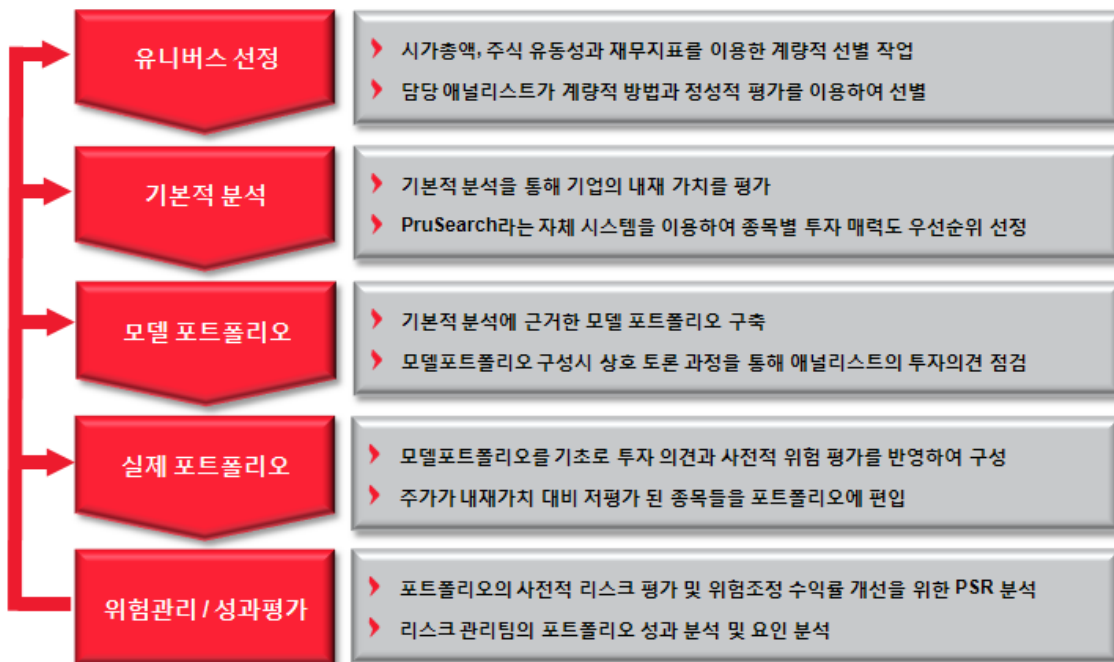 유니버스 선정
시가총액, 주식 유동성과 재무지표를 이용한 계량적 선별 작업
담당 애널리스트가 계량적 방법과 정성적 평가를 이용하여 선별
기본적 분석
기본적 분석을 통해 기업의 내재 가치를 평가
PruSearch라는 자체 시스템을 이용하여 종목별 투자 매력도 우선순위 선정
모델 포트폴리오
기본적 분석에 근거한 모델 포트폴리오 구축
모델포트폴리오 구성시 상호 토론 과정을 통해 애널리스트의 투자의견 점검
실제 포트폴리오
모델포트폴리오를 기초로 투자 의견과 사전적 위험 평가를 반영하여 구성
주가가 내재가치 대비 저평가 된 종목들을 포트폴리오에 편입
위험관리 / 성과평가
포트폴리오의 사전적 리스크 평가 및 위험조정 수익률 개선을 위한 PSR 분석
리스크 관리팀의 포트폴리오 성과 분석 및 요인 분석